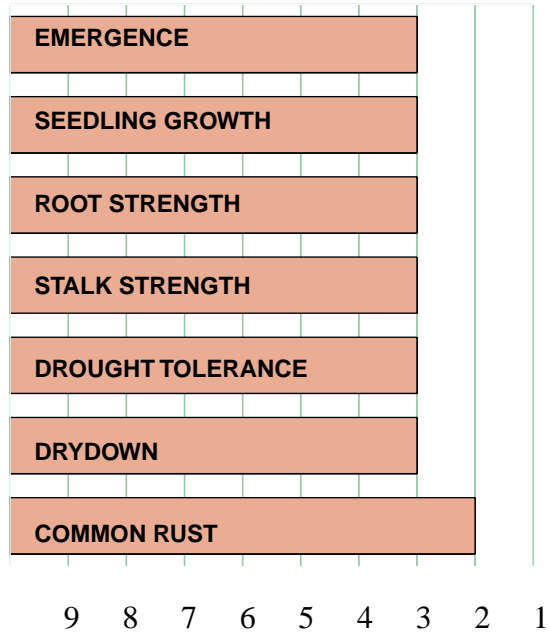 EMERGENCE
SEEDLING GROWTH
ROOT STRENGTH
STALK STRENGTH
DROUGHT TOLERANCE
DRYDOWN
COMMON RUST
9 8 7 6 5 4 3 2 1